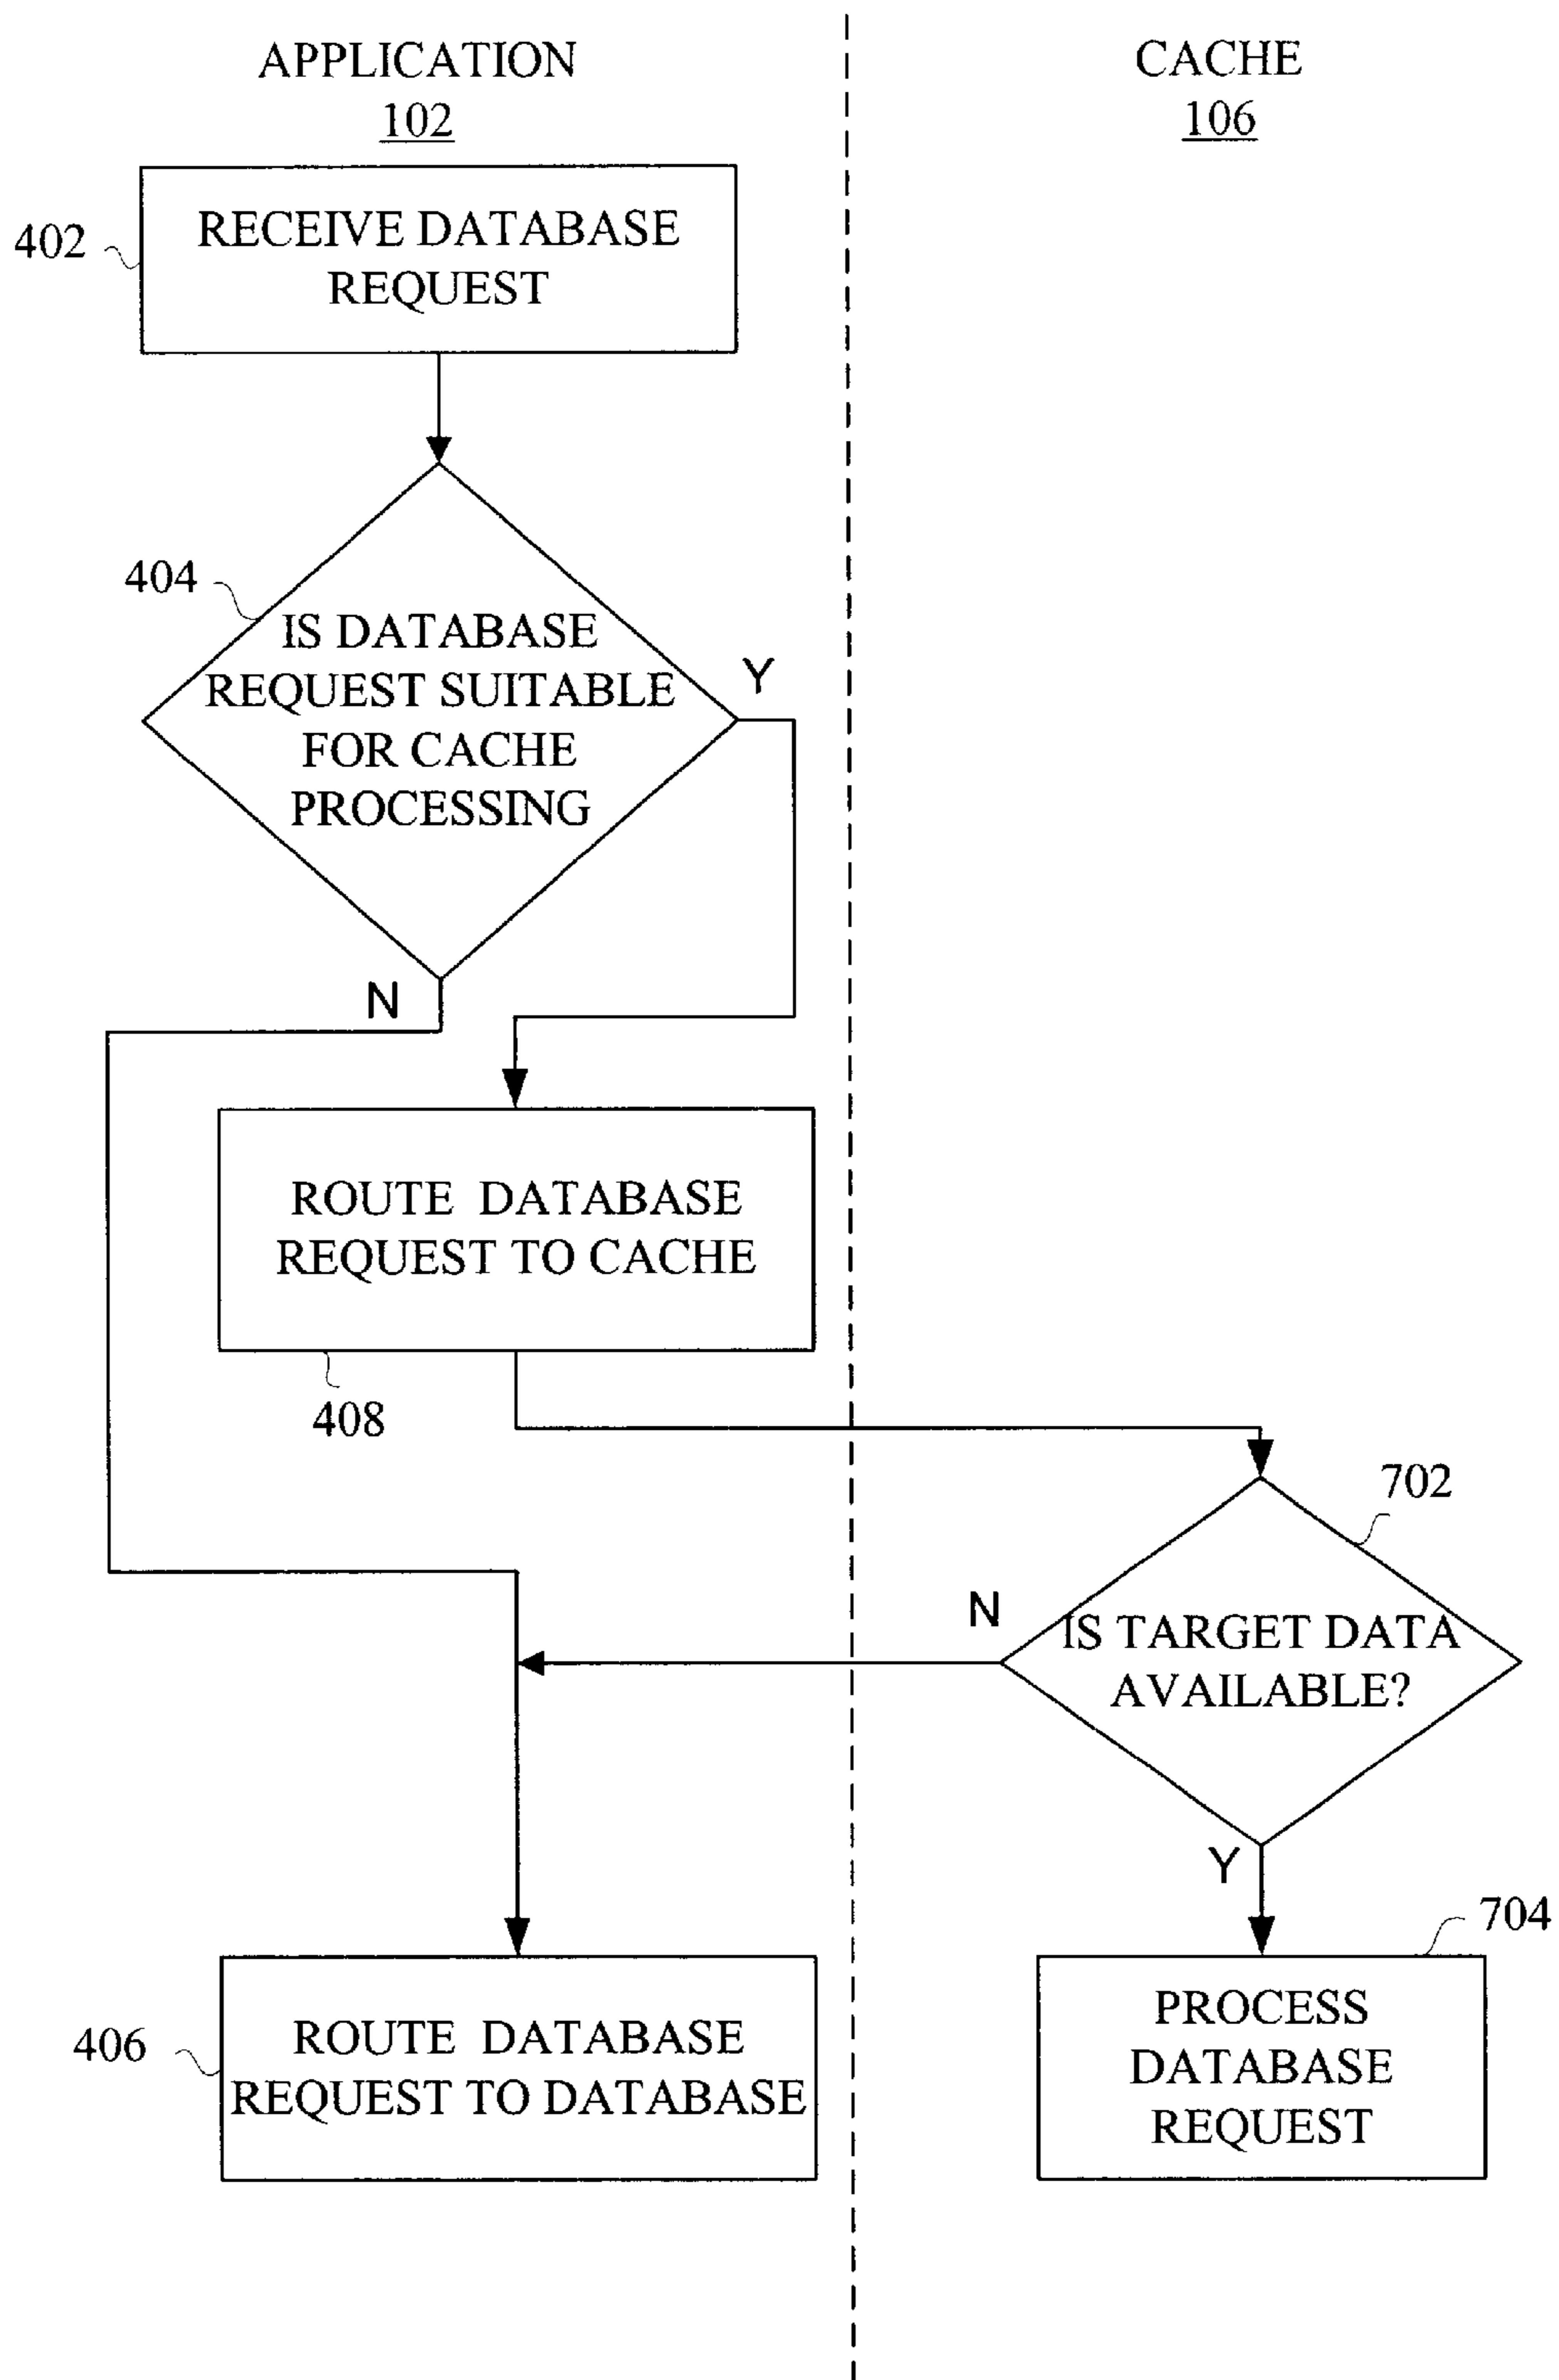 APPLICATION
102
CACHE
106
402
RECEIVE DATABASE
REQUEST
404
IS DATABASE
REQUEST SUITABLE
FOR CACHE
PROCESSING
Y
N
ROUTE DATABASE
REQUEST TO CACHE
408
702
N
IS TARGET DATA
AVAILABLE?
Y
704
406
ROUTE DATABASE
REQUEST TO DATABASE
PROCESS
DATABASE
REQUEST